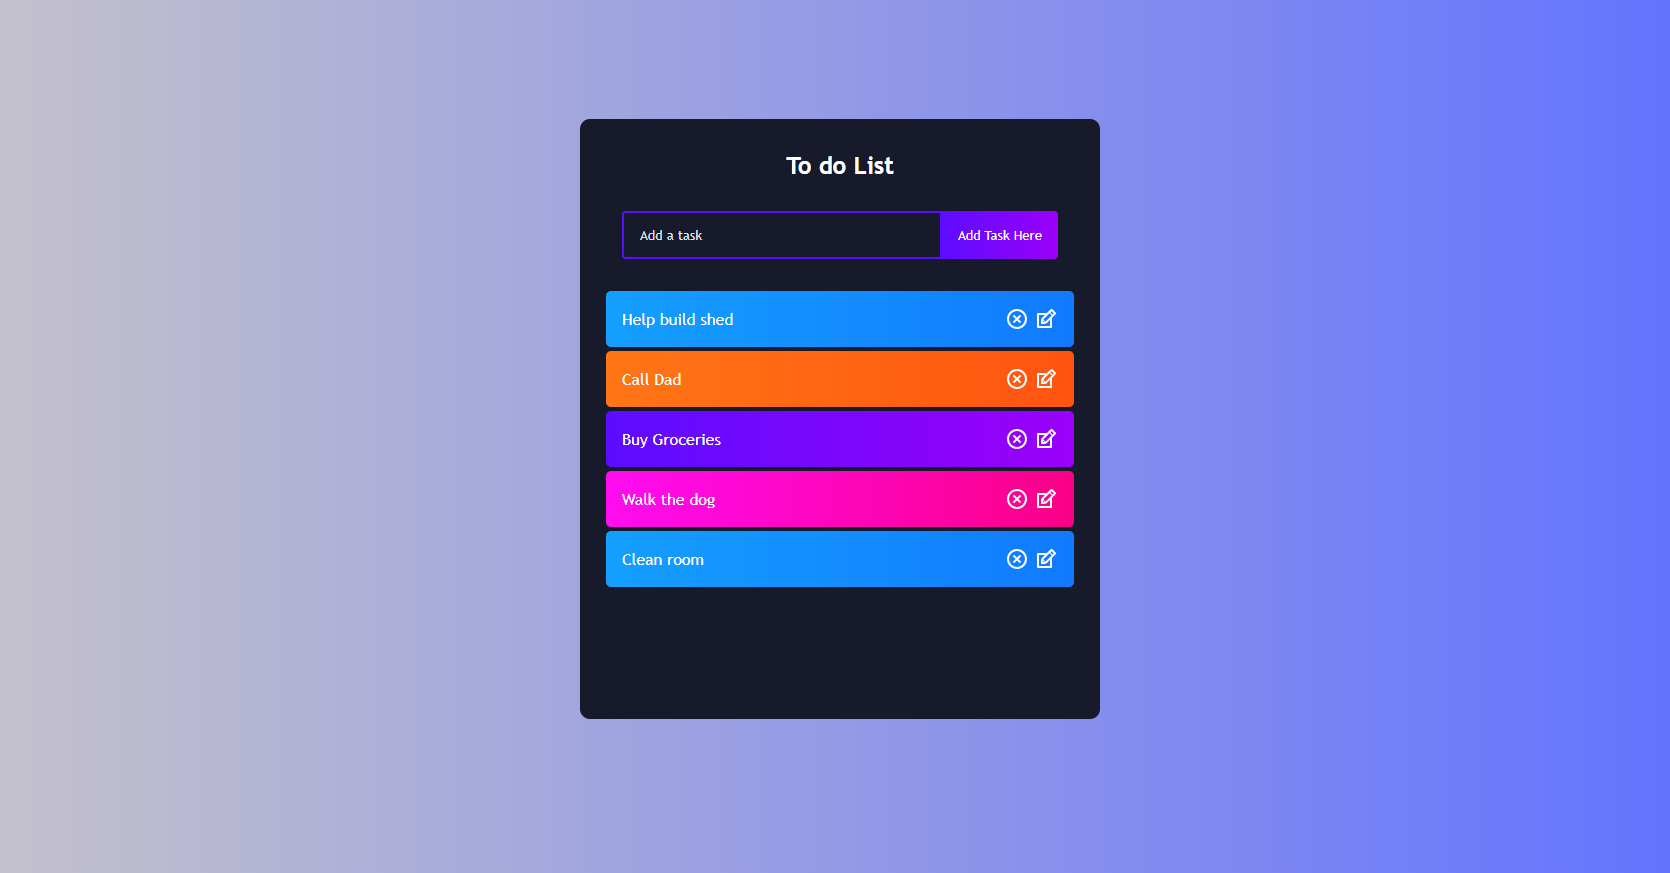 To do List
Add a task
Add Task Here
Help build shed
Call Dad
Buy Groceries
Walk the dog
Clean room